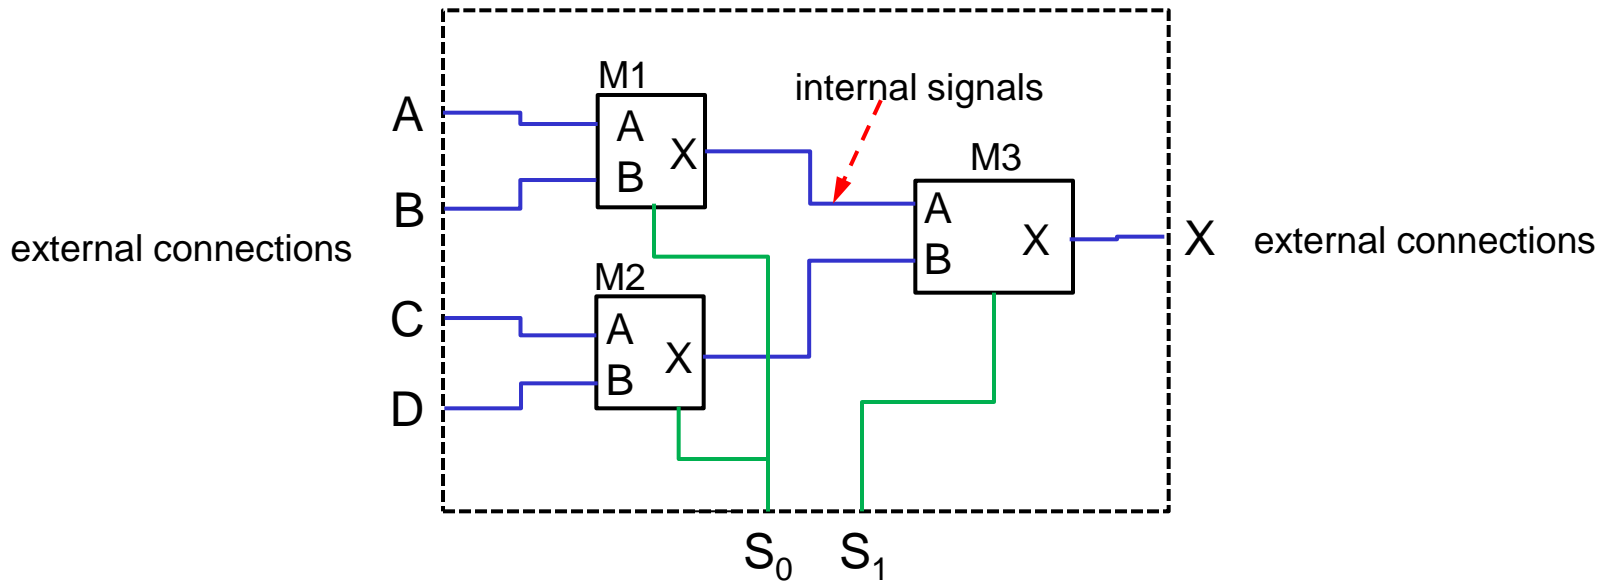 M1
internal signals
A
A
X
B
M3
B
A
X
B
X
external connections
external connections
M2
C
A
X
B
D
S0
S1